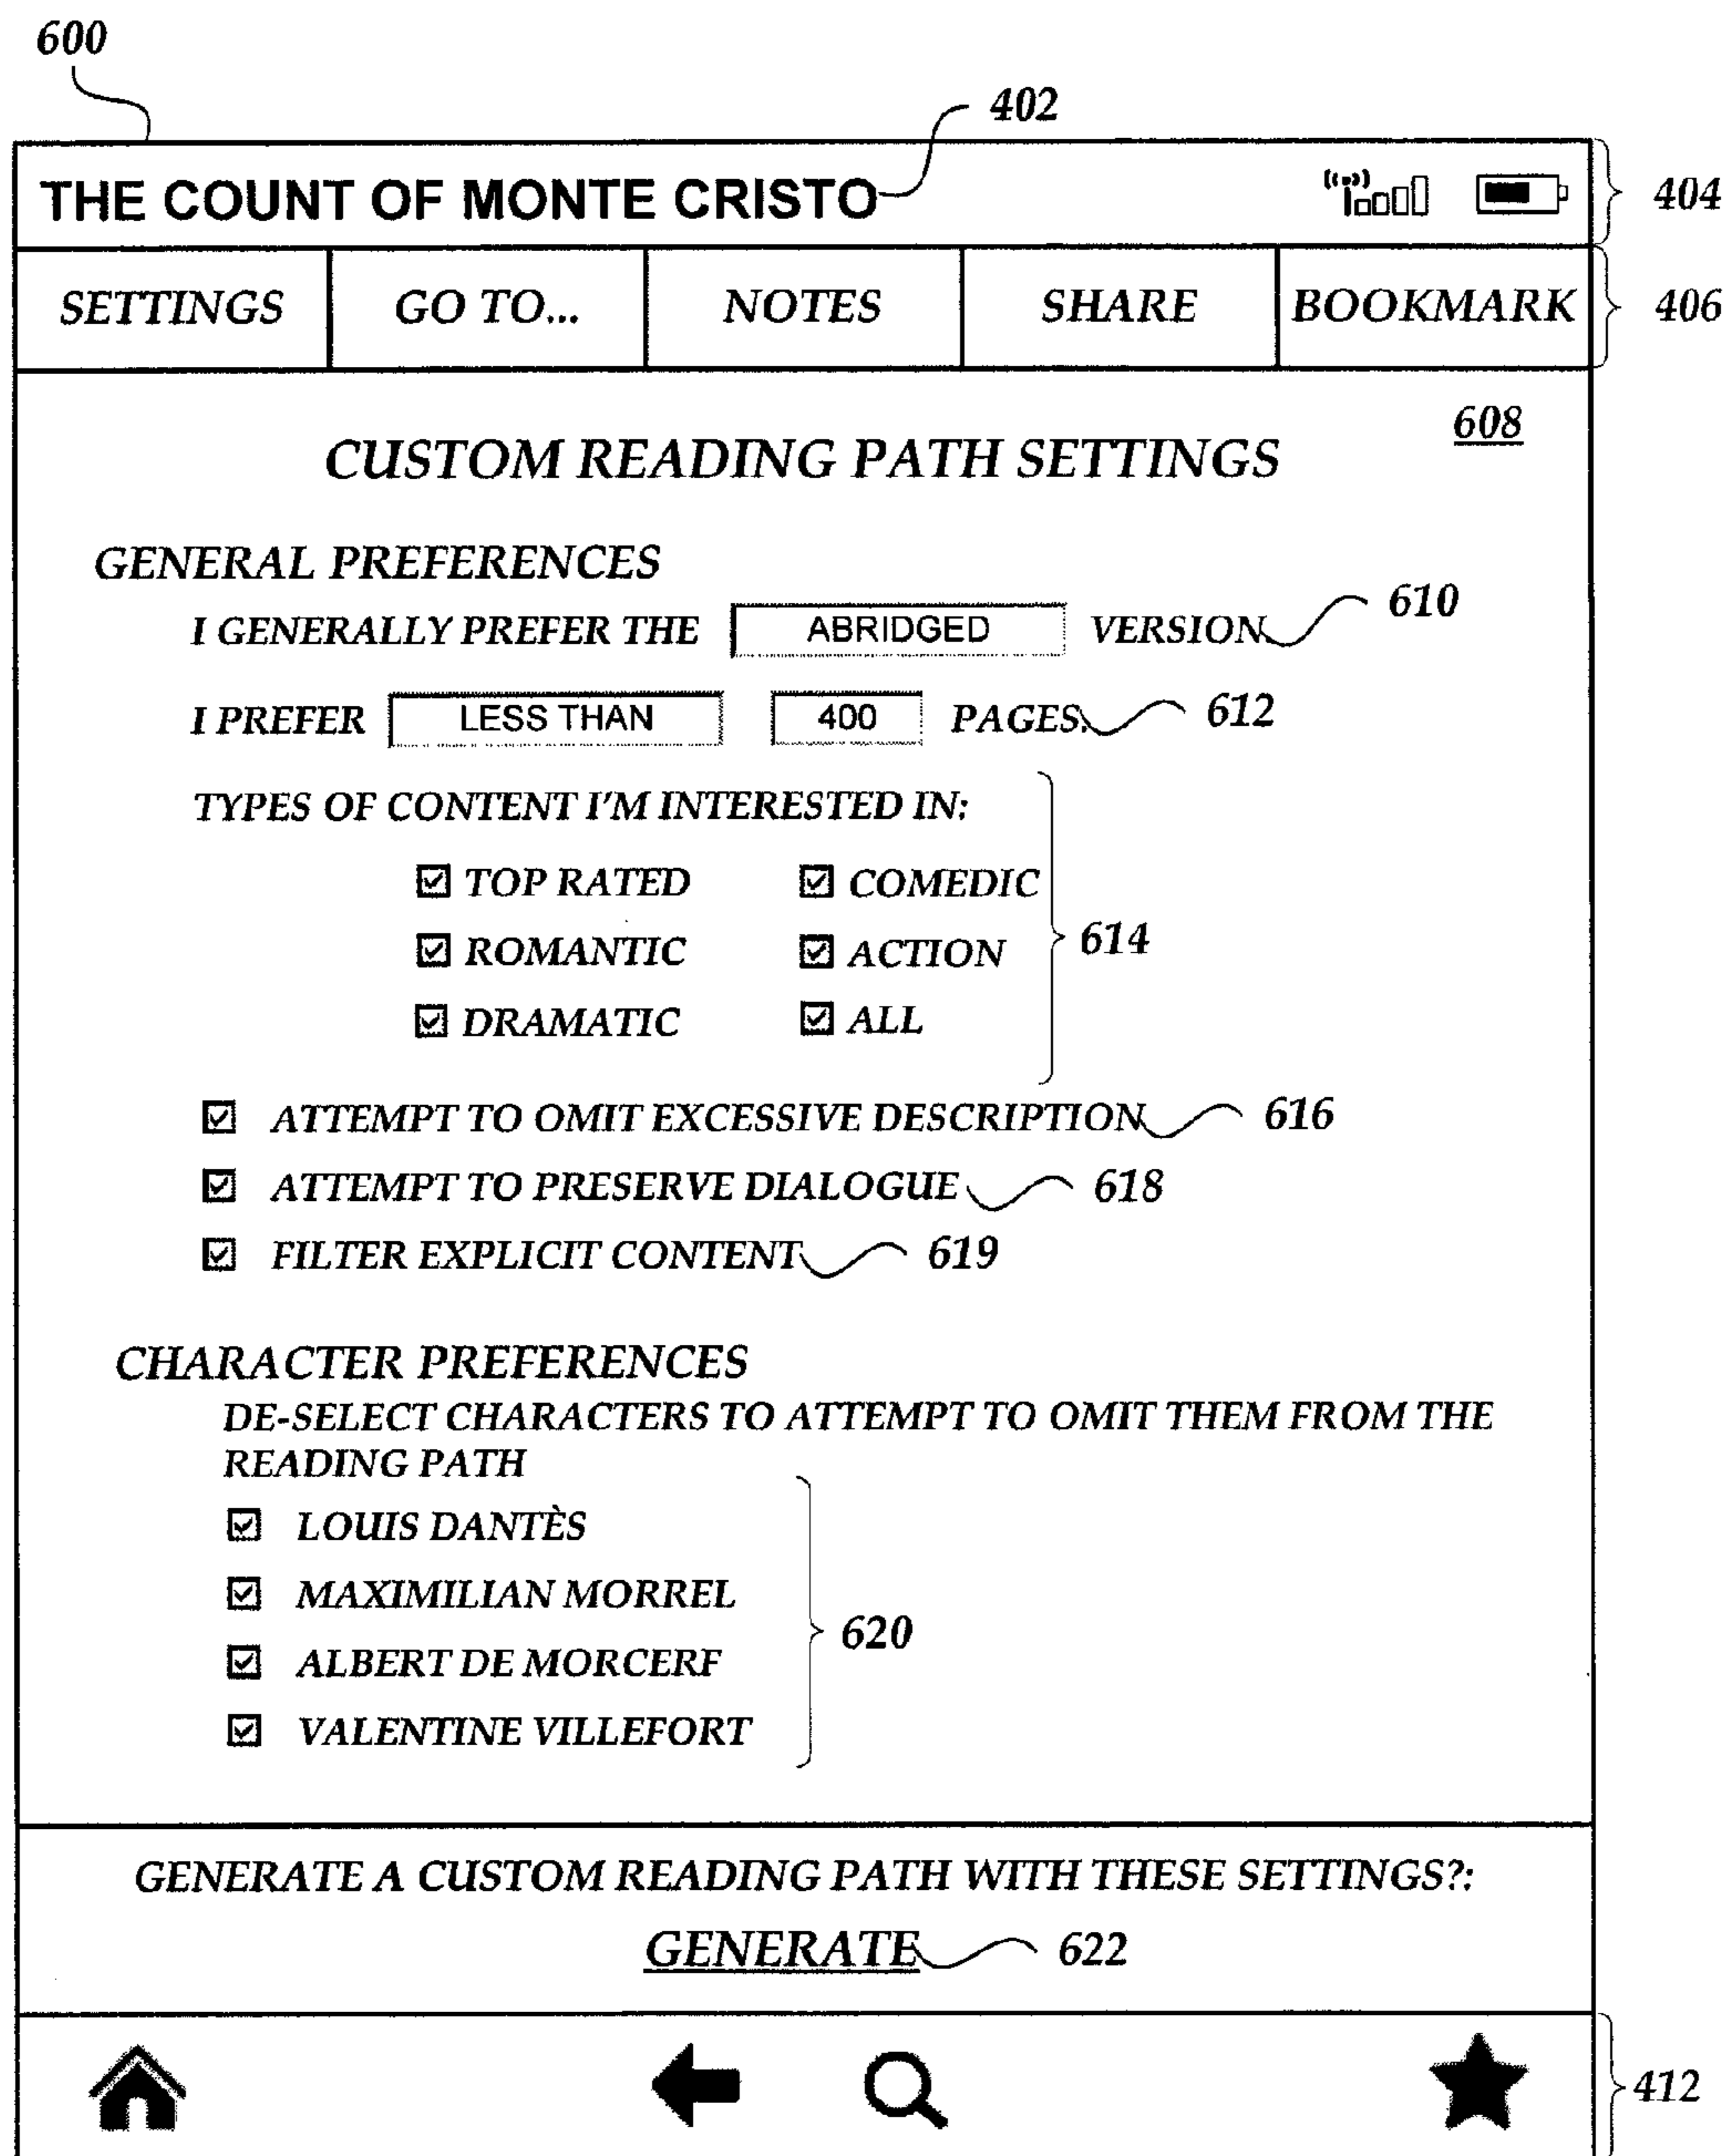 600
402
THE COUNT OF MONTE CRISTO
404
SETTINGS GO TO... NOTES SHARE BOOKMARK
406
608
CUSTOM READING PATH SETTINGS
GENERAL PREFERENCES
I GENERALLY PREFER THE ABRIDGED VERSION
610
I PREFER LESS THAN 400 PAGES.
612
TYPES OF CONTENT I'M INTERESTED IN:
TOP RATED COMEDIC
ROMANTIC ACTION
614
DRAMATIC ALL
ATTEMPT TO OMIT EXCESSIVE DESCRIPTION
616
ATTEMPT TO PRESERVE DIALOGUE
618
FILTER EXPLICIT CONTENT
619
CHARACTER PREFERENCES
DE-SELECT CHARACTERS TO ATTEMPT TO OMIT THEM FROM THE
READING PATH
LOUIS DANTÈS
MAXIMILIAN MORREL
620
ALBERT DE MORCERF
VALENTINE VILLEFORT
GENERATE A CUSTOM READING PATH WITH THESE SETTINGS?:
GENERATE
622
412